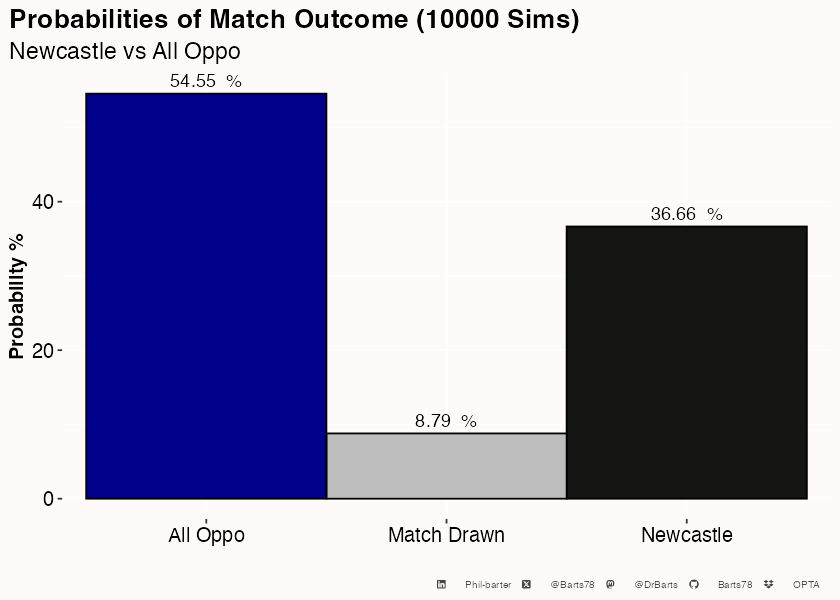 Probabilities of Match Outcome (10000 Sims)
Newcastle vs All Oppo
54.55 %
36.66 %
8.79 %
Probability %
40
20
0
All Oppo Match Drawn Newcastle
Phil-barter @Barts78 @DrBarts Barts78 OPTA